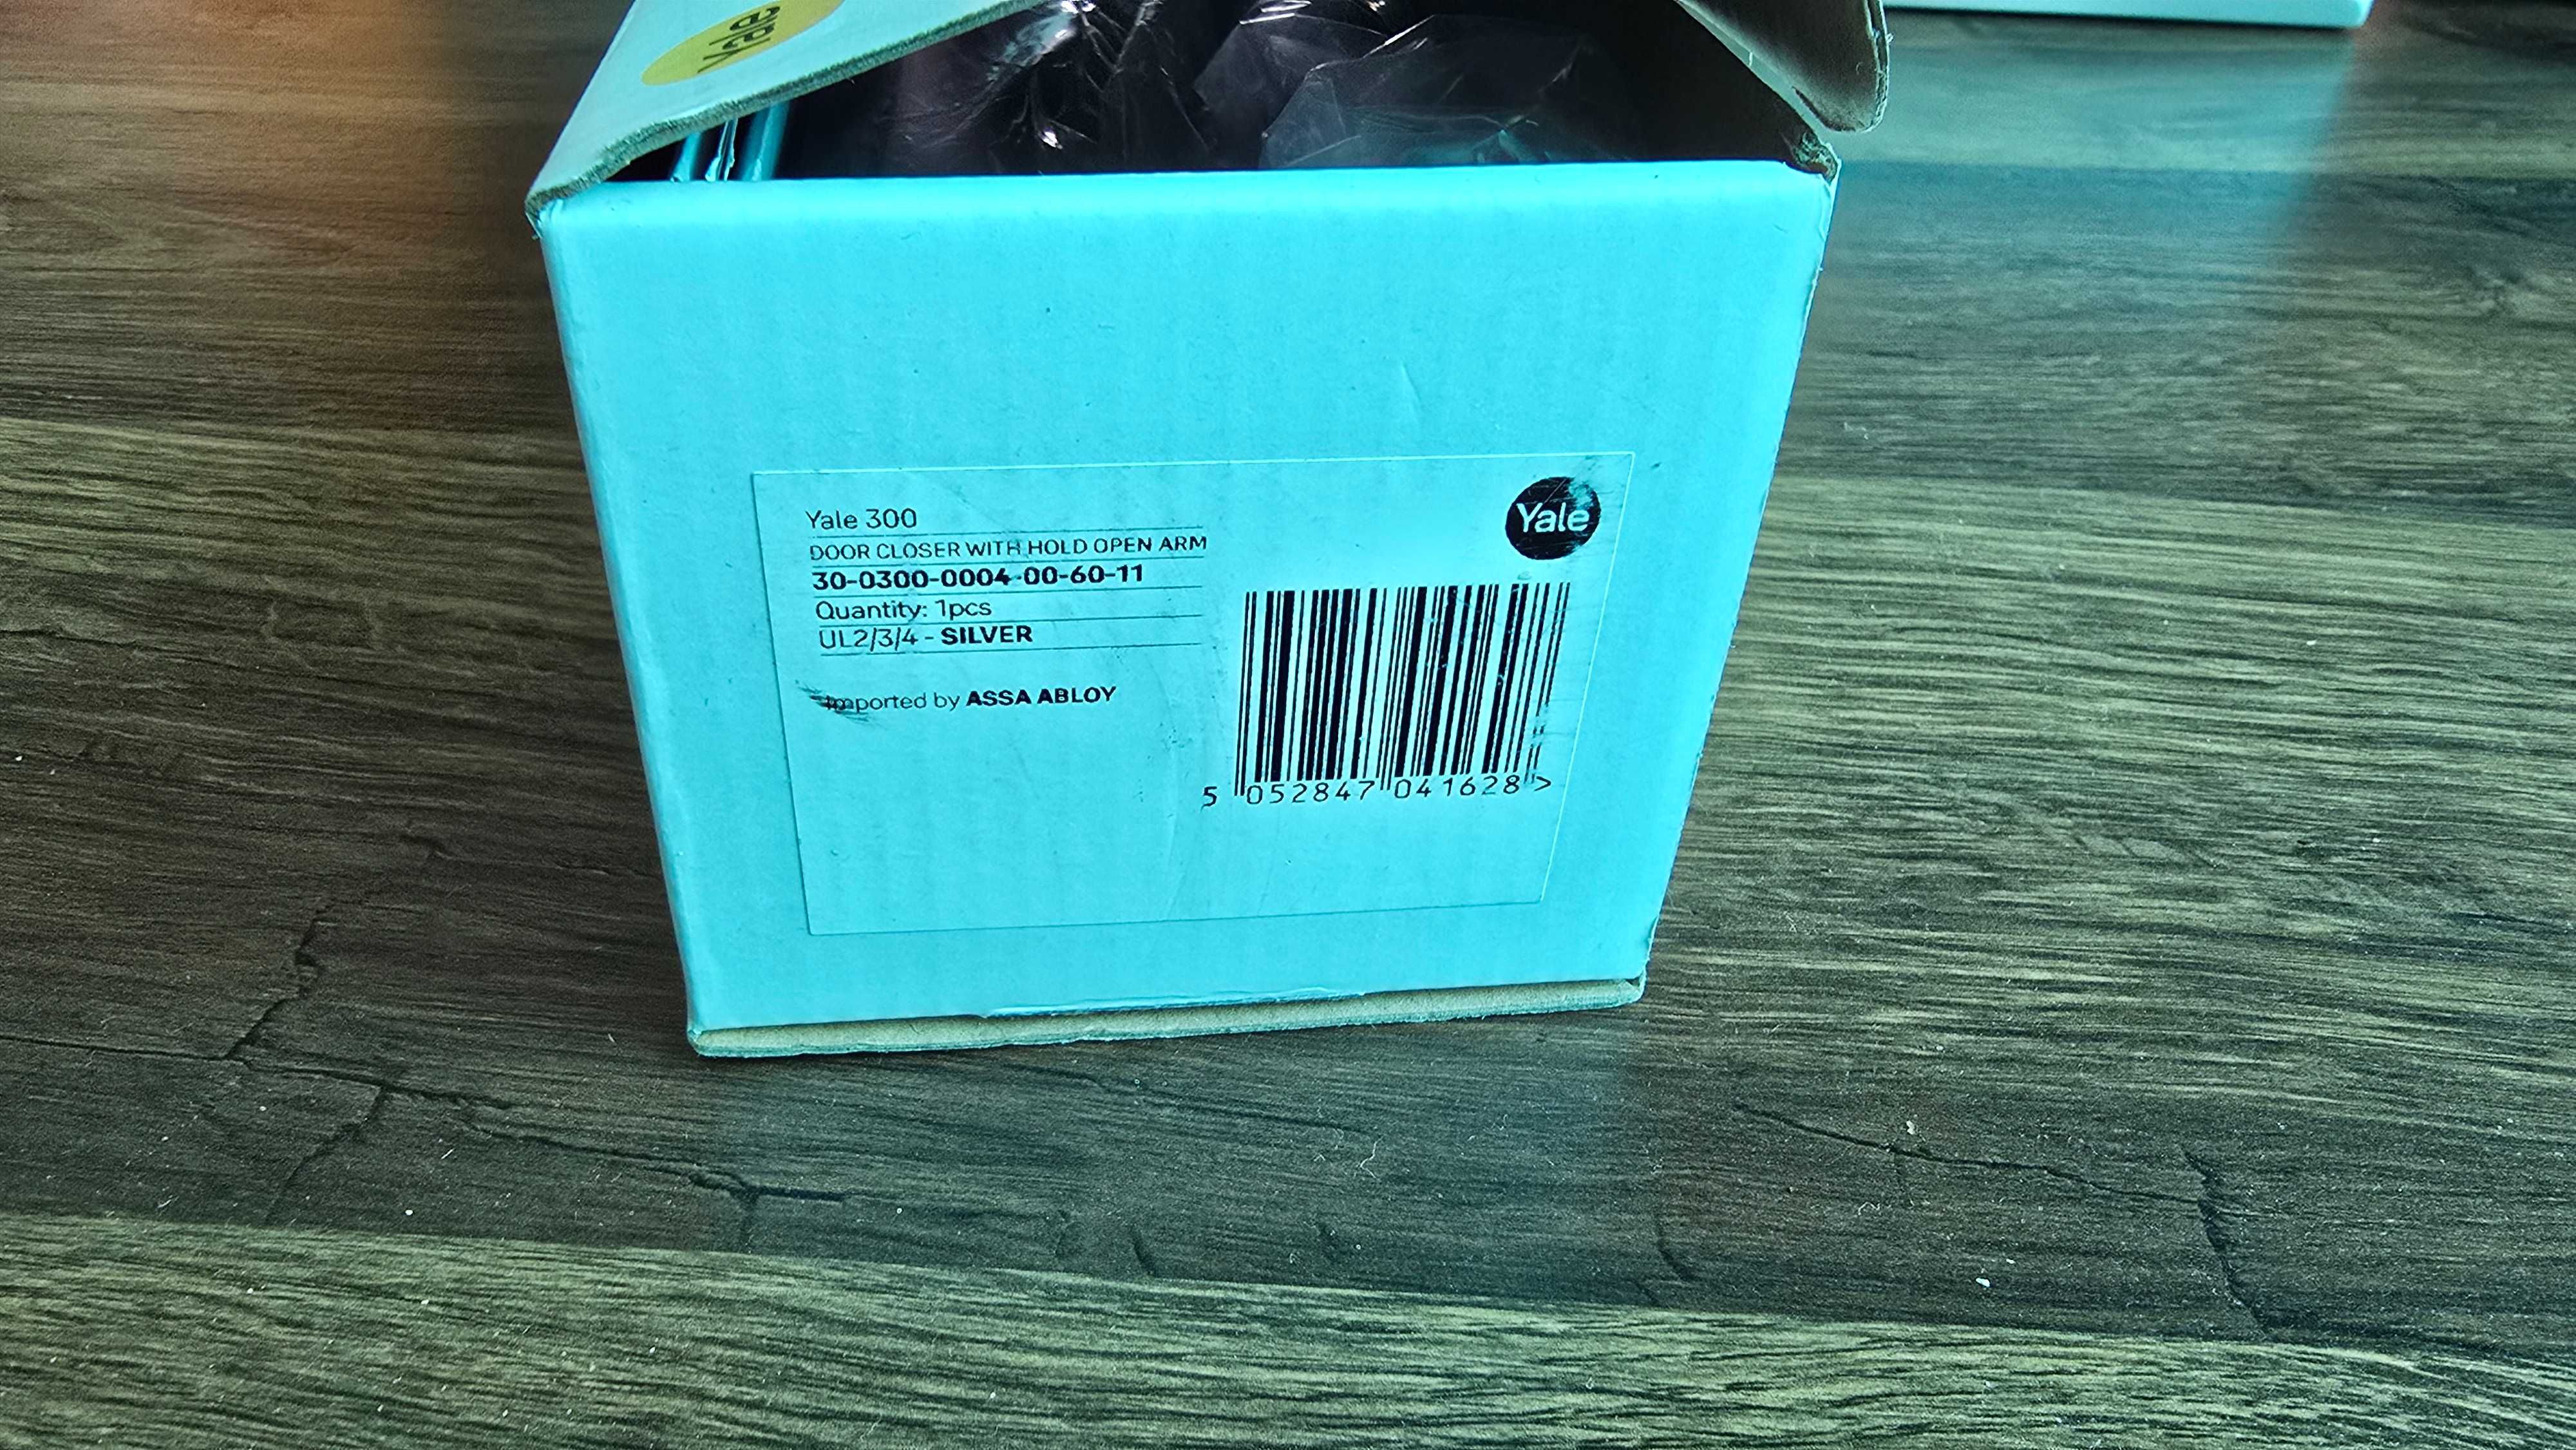 Yale
Yale 300
DOOR CLOSER WITH HOLD OPEN ARM
30-0300-0004-00-60-11
Quantity: 1pcs
UL2/3/4 - SILVER
Imported by ASSA ABLOY
Yale
5 052847 041628 >